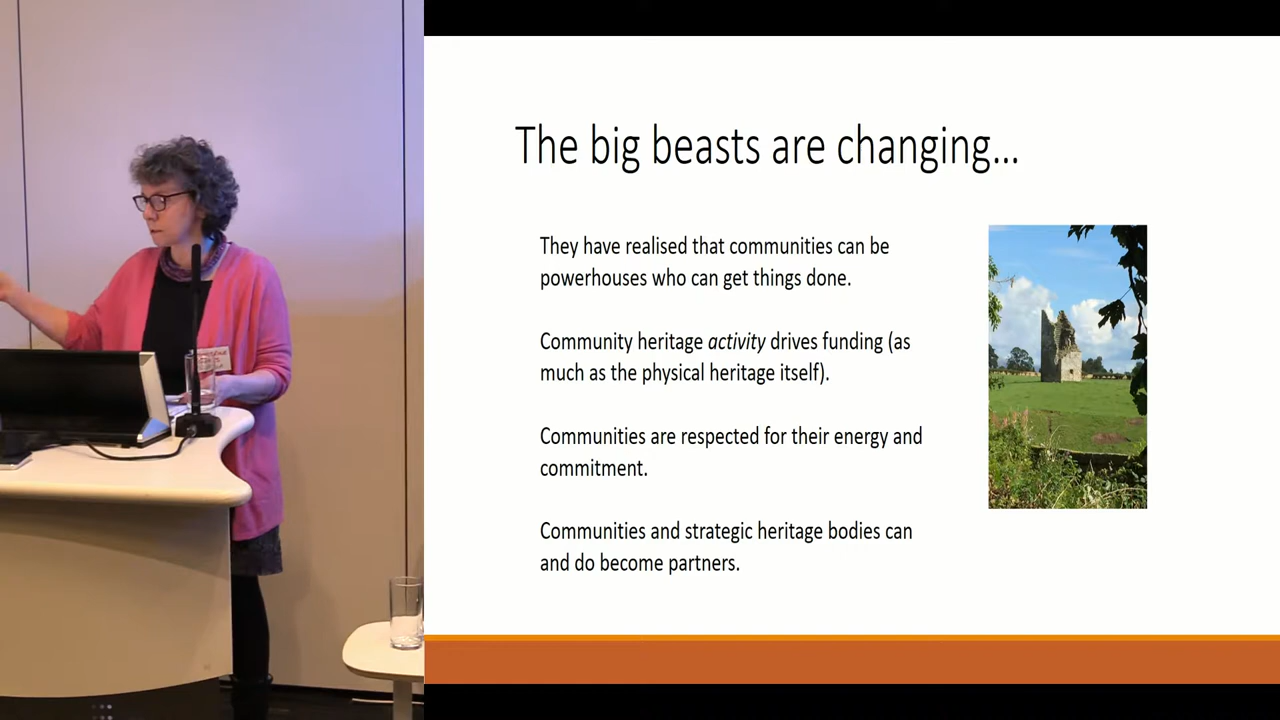 The big beasts are changing...
They have realised that communities can be
powerhouses who can get things done.
Community heritage activity drives funding (as
much as the physical heritage itself).
Communities are respected for their energy and
commitment.
Communities and strategic heritage bodies can
and do become partners.